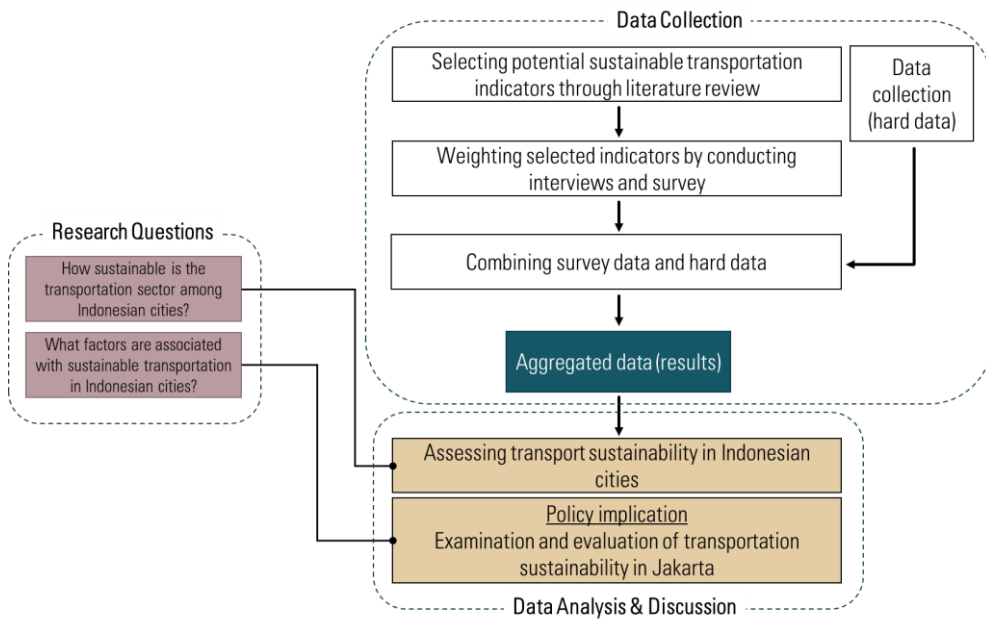 Data Collection
Selecting potential sustainable transportation
indicators through literature review
Data
collection
(hard data)
Weighting selected indicators by conducting
interviews and survey
Combining survey data and hard data
Aggregated data (results)
Research Questions
How sustainable is the
transportation sector among
Indonesian cities?
What factors are associated
with sustainable transportation
in Indonesian cities?
Assessing transport sustainability in Indonesian
cities
Policy implication
Examination and evaluation of transportation
sustainability in Jakarta
Data Analysis & Discussion